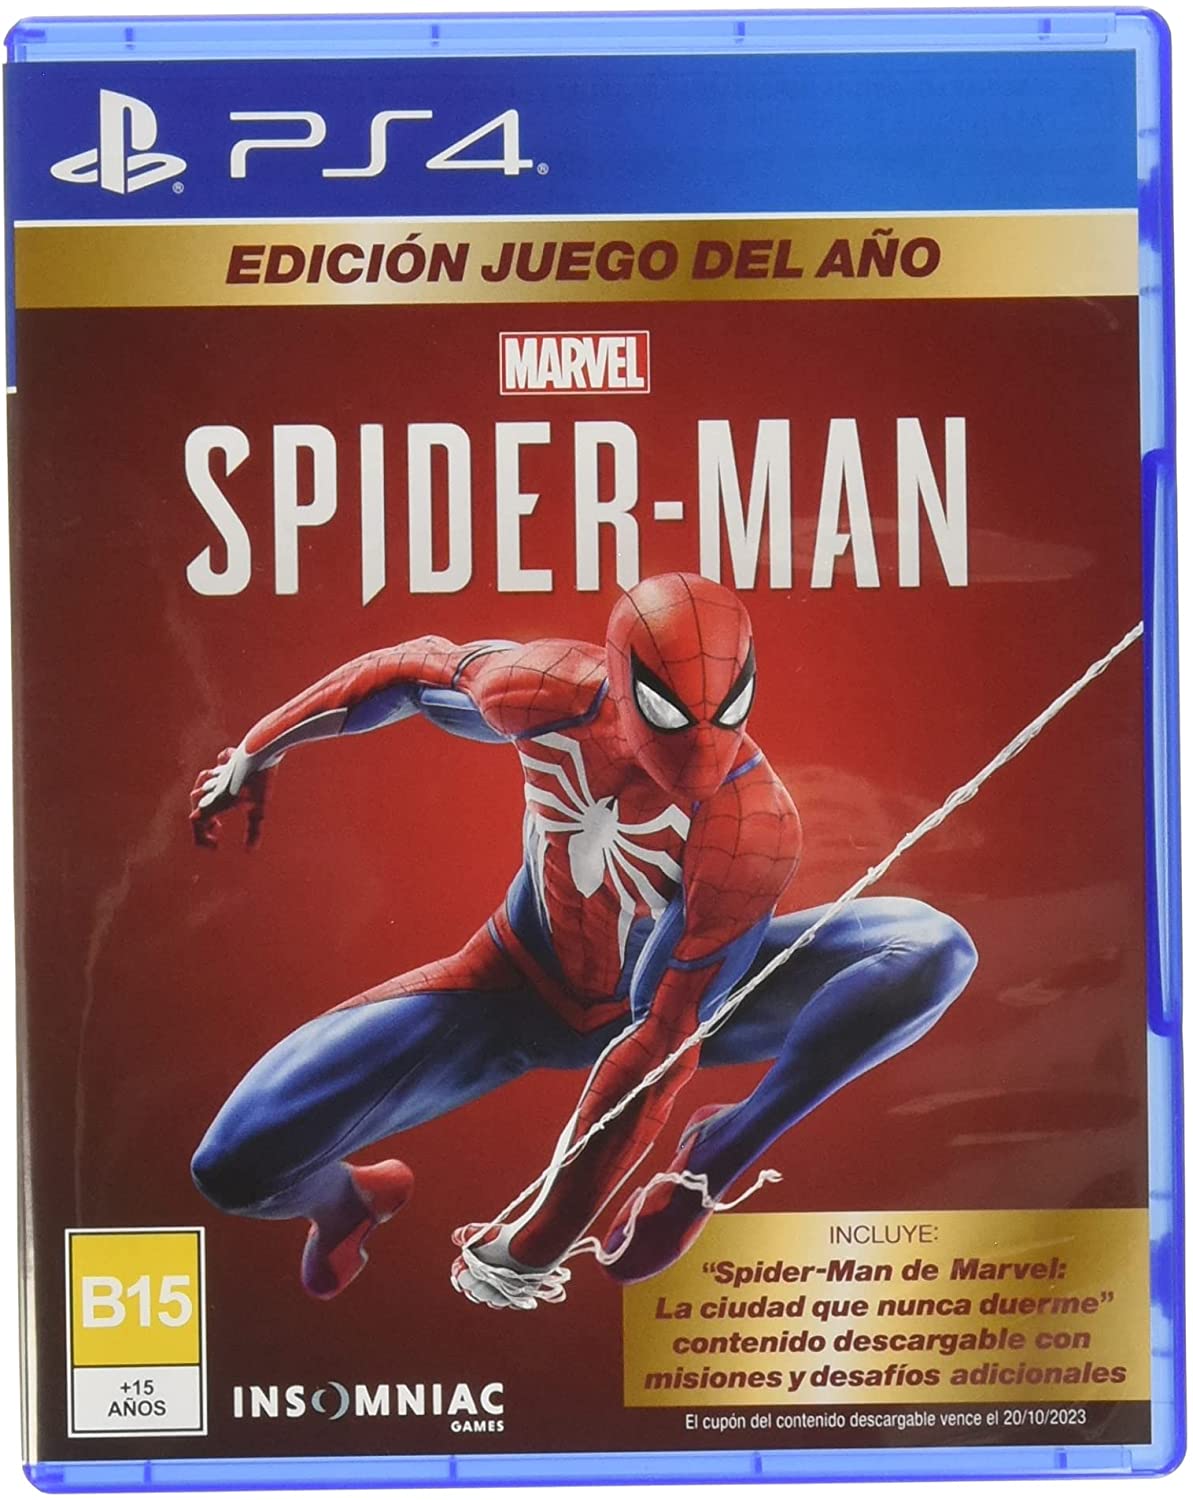 PS4
EDICIÓN JUEGO DEL AÑO
MARVEL
SPIDER-MAN
INCLUYE:
“Spider-Man de Marvel:
La ciudad que nunca duerme”
contenido descargable con
misiones y desafíos adicionales
El cupón del contenido descargable vence el 20/10/2023
B15
+15
AÑOS
INSOMNIAC
GAMES